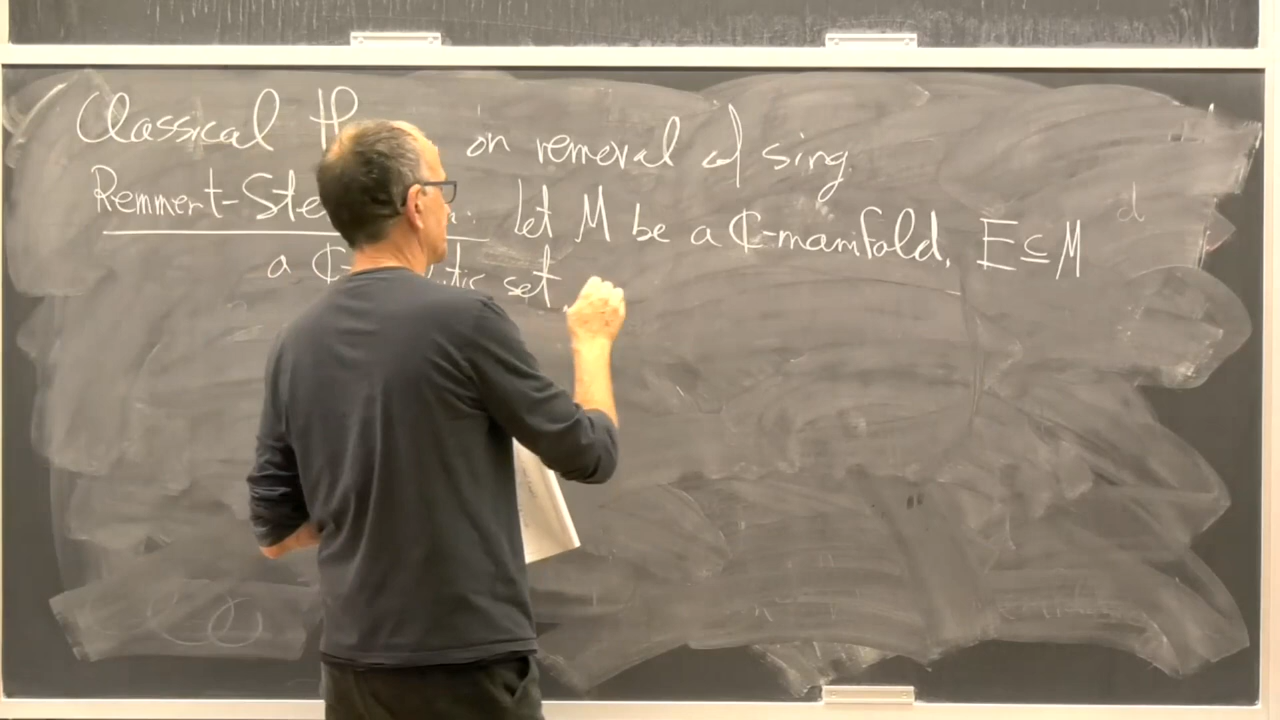 Classical on removal of sing.
Remmert-Ste : let M be a ℂ-manifold, E ⊆ M
a set